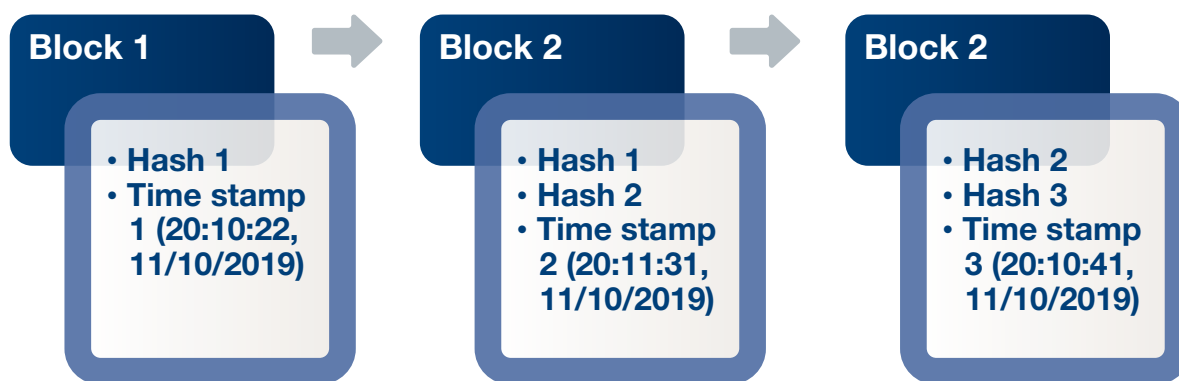 Block 1
• Hash 1
• Time stamp
1 (20:10:22,
11/10/2019)
Block 2
• Hash 1
• Hash 2
• Time stamp
2 (20:11:31,
11/10/2019)
Block 2
• Hash 2
• Hash 3
• Time stamp
3 (20:10:41,
11/10/2019)